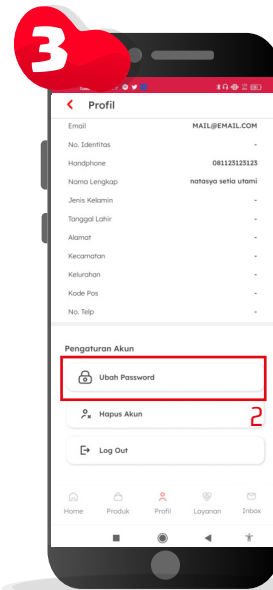 3
Profil
Email MAIL@EMAIL.COM
No. Identitas -
Handphone 081123123123
Nama Lengkap natasya setia utami
Jenis Kelamin -
Tanggal Lahir -
Alamat -
Kecamatan -
Kelurahan -
Kode Pos -
No. Telp -
Pengaturan Akun
Ubah Password
Hapus Akun 2
Log Out
Home Produk Profil Layanan Inbox